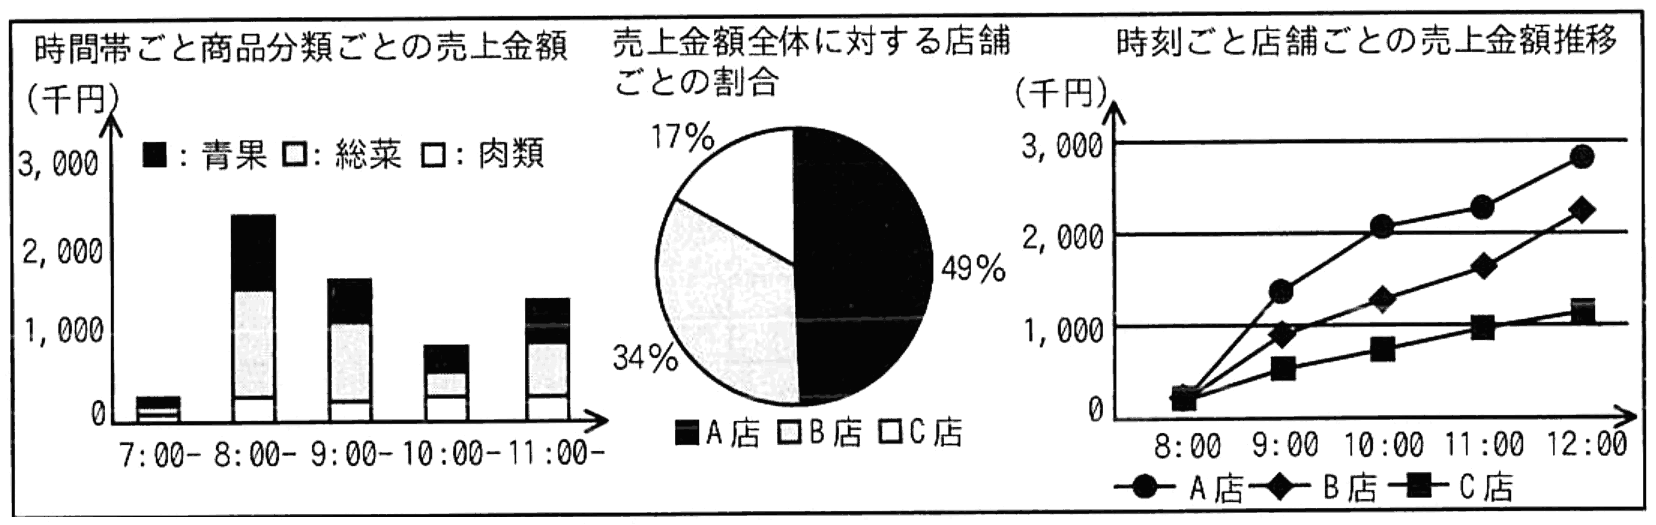 時間帯ごと商品分類ごとの売上金額
(千円)
■:青果 □:総菜 □:肉類
3,000
2,000
1,000
0
7:00- 8:00- 9:00- 10:00- 11:00-
売上金額全体に対する店舗
ごとの割合
17%
49%
34%
■A店 □B店 □C店
時刻ごと店舗ごとの売上金額推移
(千円)
3,000
2,000
1,000
0
8:00 9:00 10:00 11:00 12:00
A店 B店 C店